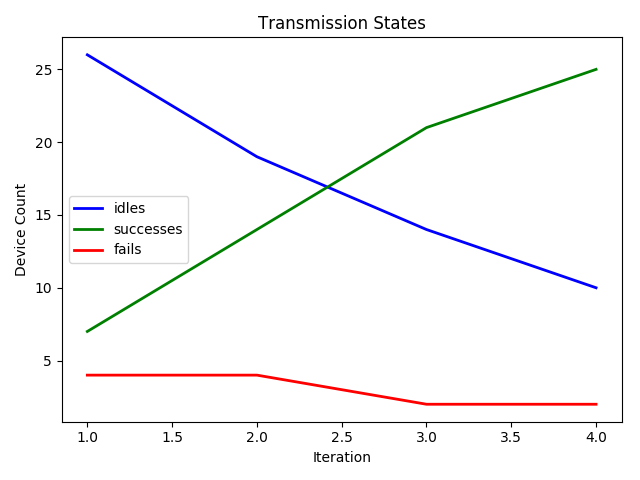 Transmission States
Device Count
25
20
15
10
5
idles
successes
fails
1.0 1.5 2.0 2.5 3.0 3.5 4.0
Iteration